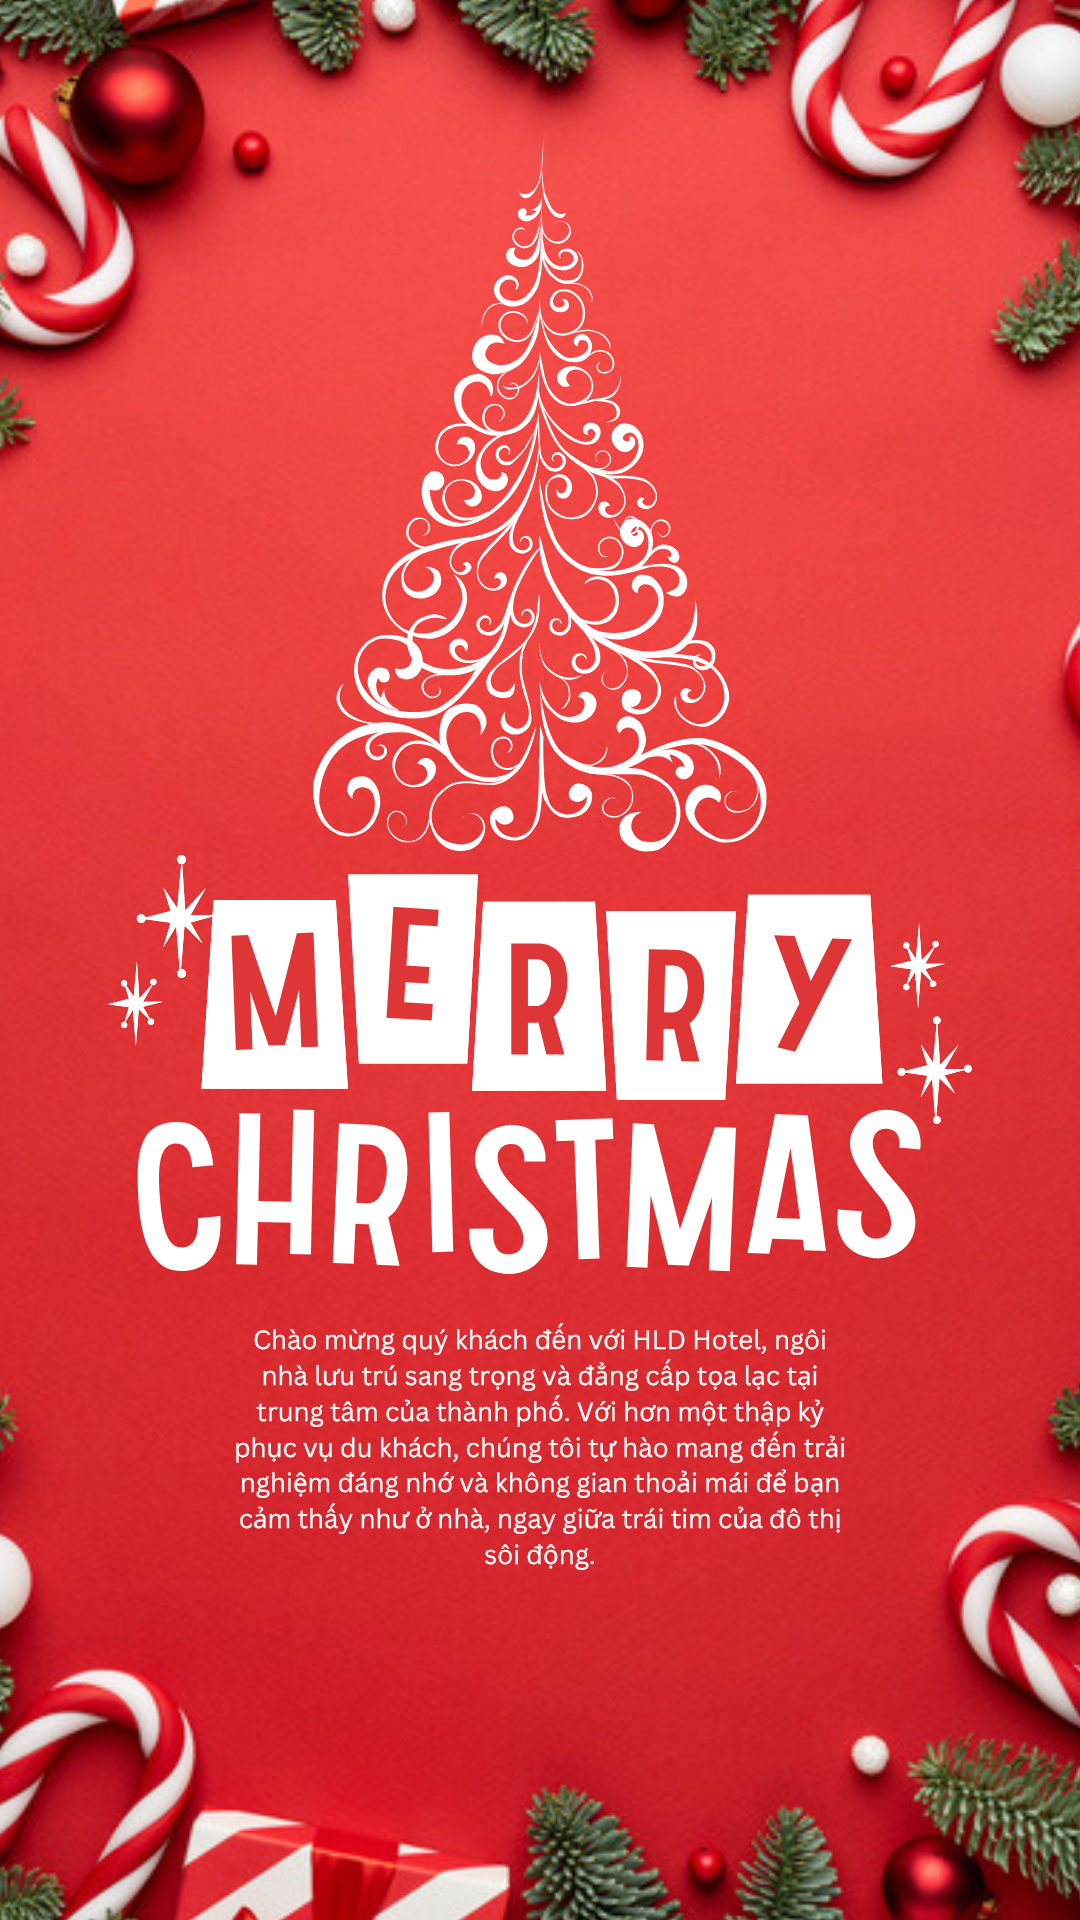 MERRY
CHRISTMAS
Chào mừng quý khách đến với HLD Hotel, ngôi
nhà lưu trú sang trọng và đẳng cấp tọa lạc tại
trung tâm của thành phố. Với hơn một thập kỷ
phục vụ du khách, chúng tôi tự hào mang đến trải
nghiệm đáng nhớ và không gian thoải mái để bạn
cảm thấy như ở nhà, ngay giữa trái tim của đô thị
sôi động.